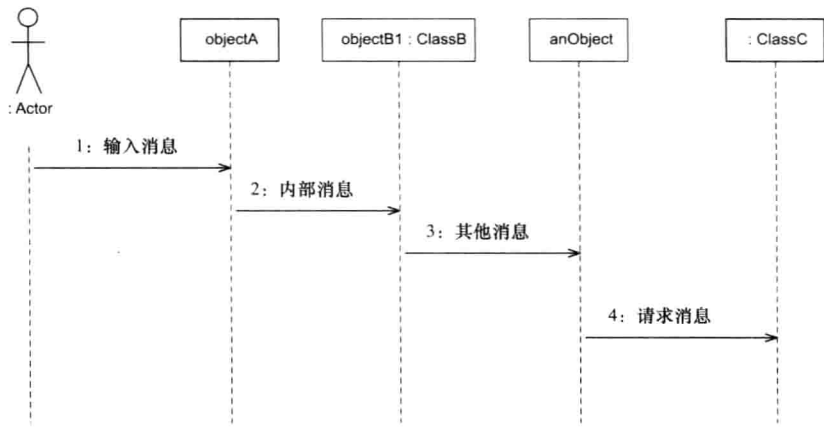 objectA
objectB1 : ClassB
anObject
: ClassC
: Actor
1：输入消息
2：内部消息
3：其他消息
4：请求消息